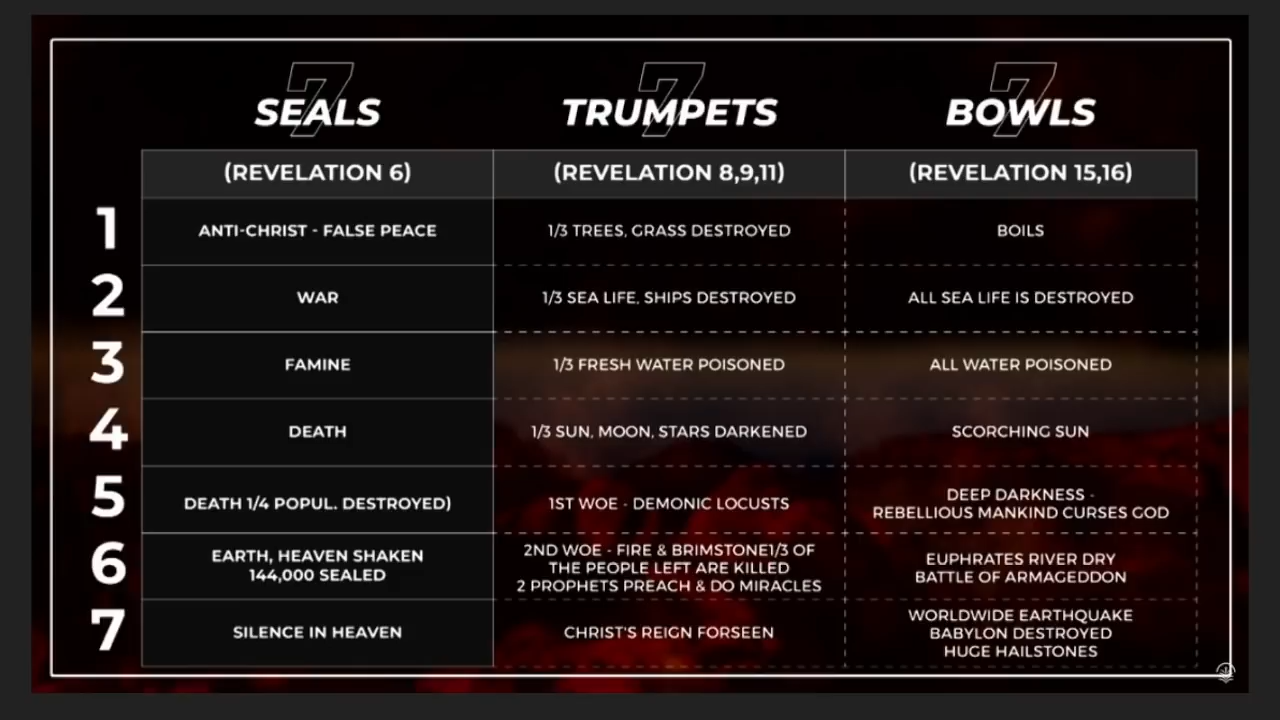 7 7 7
SEALS TRUMPETS BOWLS
(REVELATION 6) (REVELATION 8,9,11) (REVELATION 15,16)
1 ANTI-CHRIST - FALSE PEACE 1/3 TREES, GRASS DESTROYED BOILS
2 WAR 1/3 SEA LIFE, SHIPS DESTROYED ALL SEA LIFE IS DESTROYED
3 FAMINE 1/3 FRESH WATER POISONED ALL WATER POISONED
4 DEATH 1/3 SUN, MOON, STARS DARKENED SCORCHING SUN
5 DEATH 1/4 POPUL. DESTROYED) 1ST WOE - DEMONIC LOCUSTS DEEP DARKNESS -
REBELLIOUS MANKIND CURSES GOD
6 EARTH, HEAVEN SHAKEN
144,000 SEALED
2ND WOE - FIRE & BRIMSTONE1/3 OF
THE PEOPLE LEFT ARE KILLED
2 PROPHETS PREACH & DO MIRACLES
EUPHRATES RIVER DRY
BATTLE OF ARMAGEDDON
7 SILENCE IN HEAVEN CHRIST'S REIGN FORSEEN WORLDWIDE EARTHQUAKE
BABYLON DESTROYED
HUGE HAILSTONES